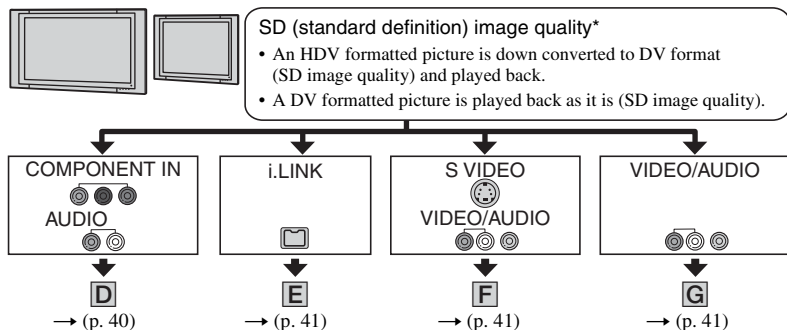 SD (standard definition) image quality*
• An HDV formatted picture is down converted to DV format
(SD image quality) and played back.
• A DV formatted picture is played back as it is (SD image quality).
COMPONENT IN
AUDIO
i.LINK
S VIDEO
VIDEO/AUDIO
VIDEO/AUDIO
D
E
F
G
→ (p. 40)
→ (p. 41)
→ (p. 41)
→ (p. 41)